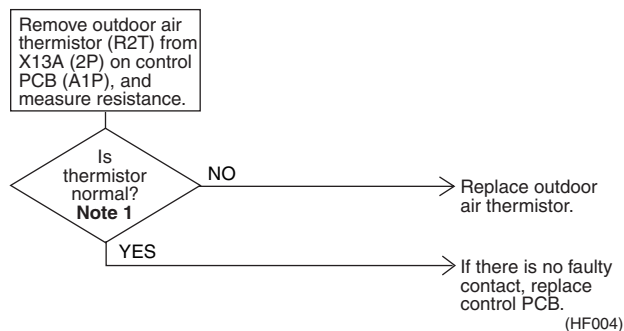 Remove outdoor air
thermistor (R2T) from
X13A (2P) on control
PCB (A1P), and
measure resistance.
Is
thermistor
normal?
Note 1
NO
Replace outdoor
air thermistor.
YES
If there is no faulty
contact, replace
control PCB.
(HF004)